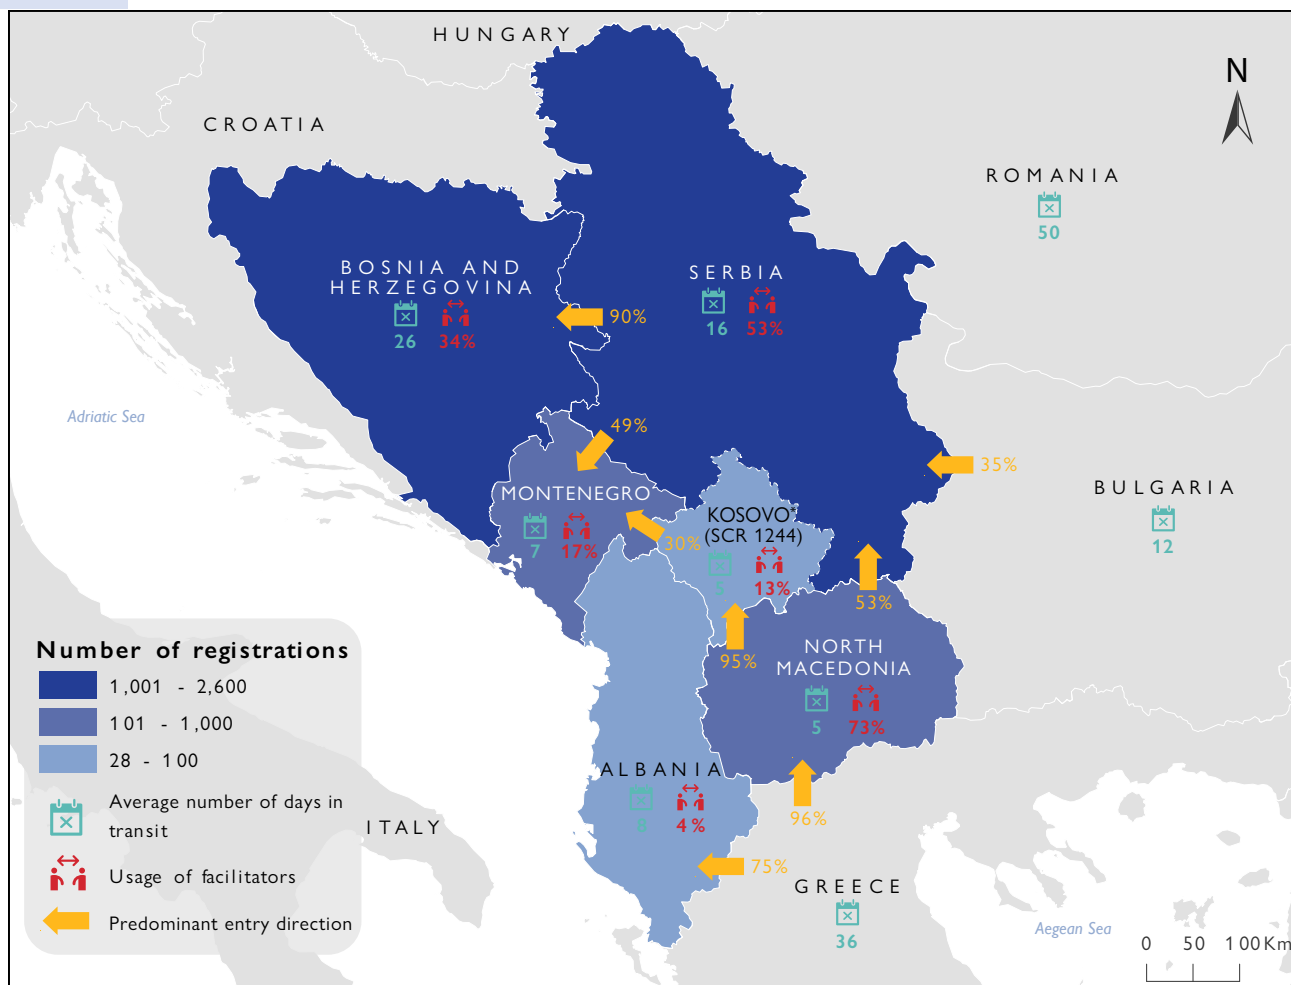 HUNGARY
N
CROATIA
ROMANIA
50
BOSNIA AND
HERZEGOVINA
26
34%
90%
SERBIA
16
53%
Adriatic Sea
49%
35%
MONTENEGRO
7
17%
30%
KOSOVO*
(SCR 1244)
13%
BULGARIA
12
53%
95%
NORTH
MACEDONIA
5
73%
Number of registrations
1,001 - 2,600
101 - 1,000
28 - 100
Average number of days in
transit
Usage of facilitators
Predominant entry direction
ITALY
ALBANIA
4%
96%
75%
GREECE
36
Aegean Sea
0 50 100Km